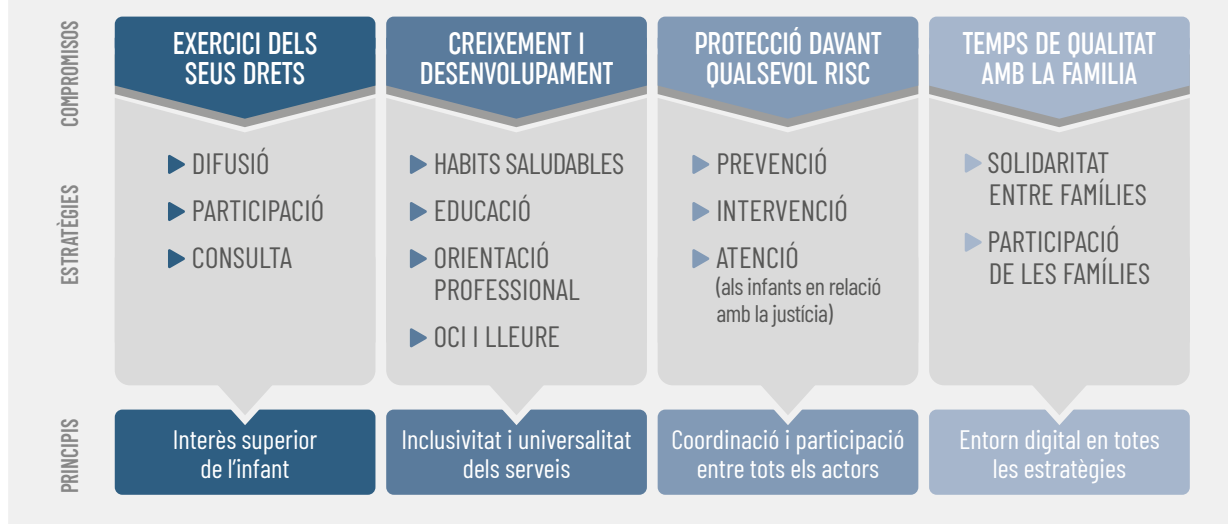 COMPROMISOS
EXERCICI DELS
SEUS DRETS
CREIXEMENT I
DESENVOLUPAMENT
PROTECCIÓ DAVANT
QUALSEVOL RISC
TEMPS DE QUALITAT
AMB LA FAMILIA
ESTRATÈGIES
DIFUSIÓ
PARTICIPACIÓ
CONSULTA
HABITS SALUDABLES
EDUCACIÓ
ORIENTACIÓ
PROFESSIONAL
OCI I LLEURE
PREVENCIÓ
INTERVENCIÓ
ATENCIÓ
(als infants en relació
amb la justícia)
SOLIDARITAT
ENTRE FAMÍLIES
PARTICIPACIÓ
DE LES FAMÍLIES
PRINCIPIS
Interès superior
de l'infant
Inclusivitat i universalitat
dels serveis
Coordinació i participació
entre tots els actors
Entorn digital en totes
les estratègies